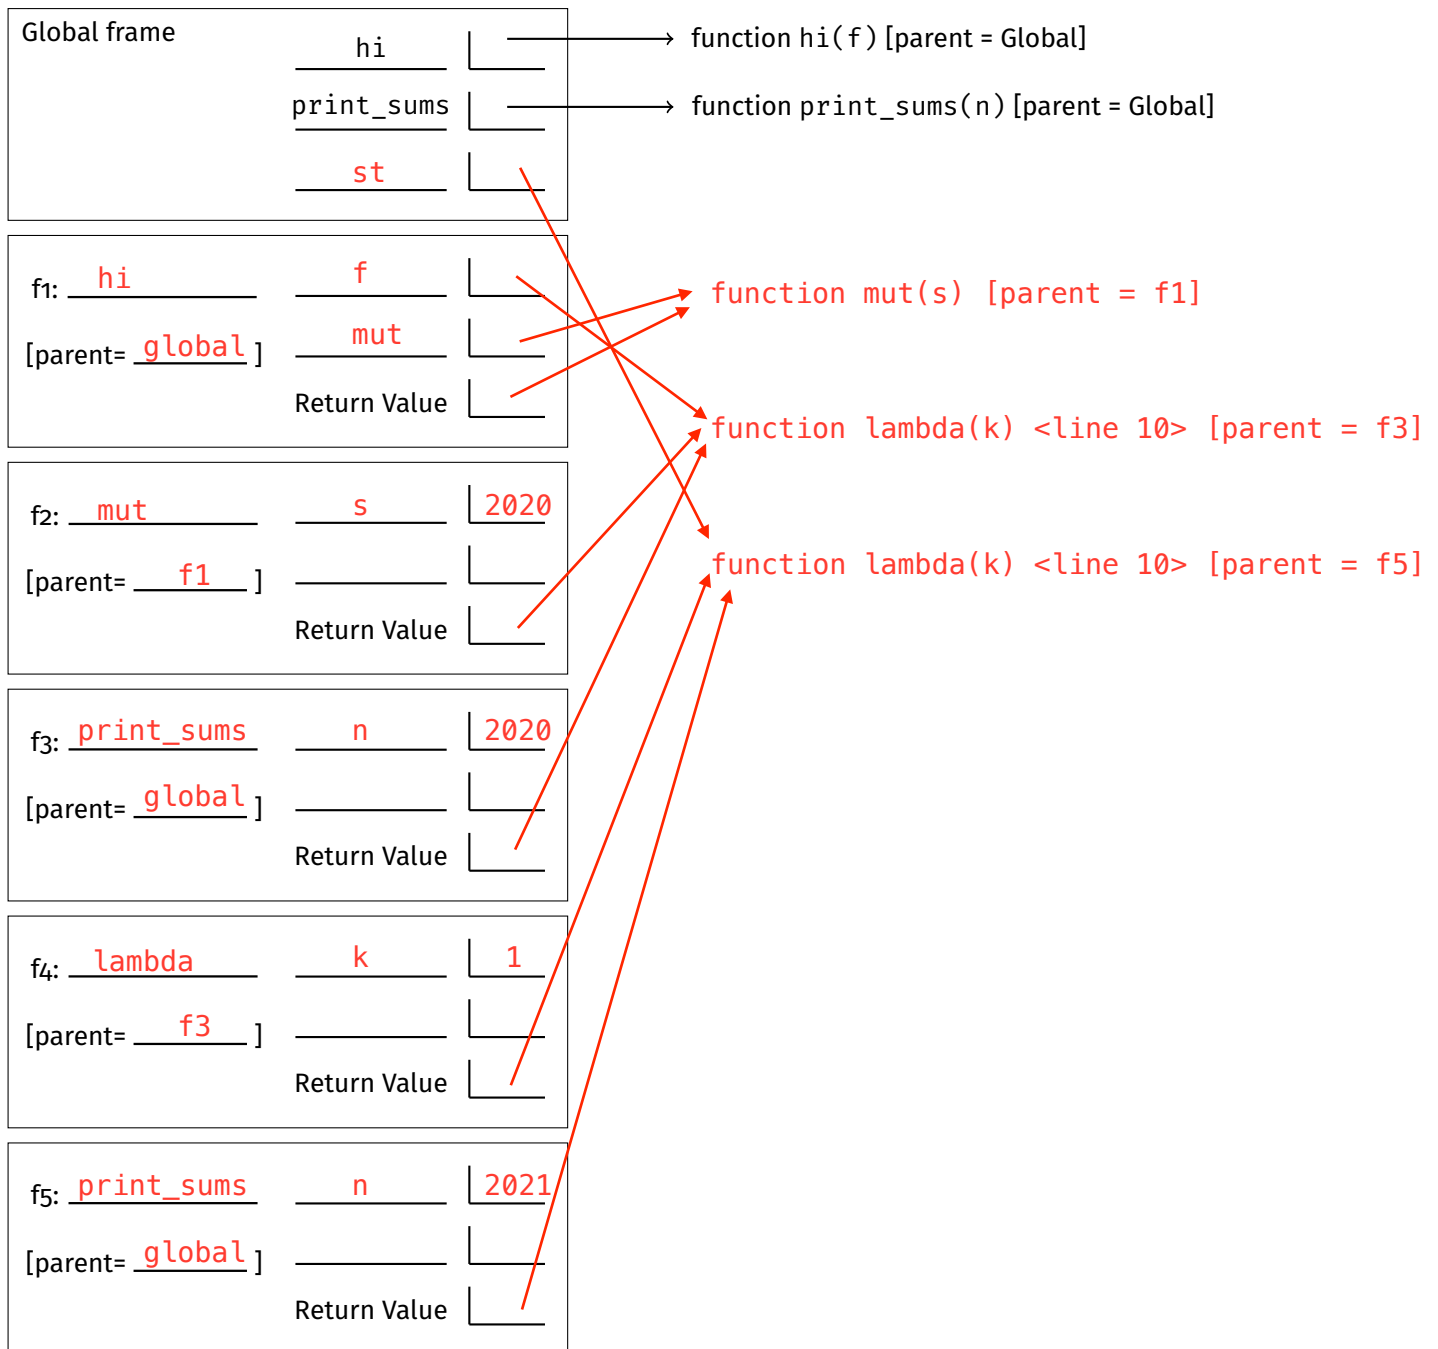 Global frame
hi function hi(f) [parent = Global]
print_sums function print_sums(n) [parent = Global]
st
f1: hi f
function mut(s) [parent = f1]
[parent= global ] mut
Return Value
function lambda(k) <line 10> [parent = f3]
f2: mut s 2020
function lambda(k) <line 10> [parent = f5]
[parent= f1 ]
Return Value
f3: print_sums n 2020
[parent= global ]
Return Value
f4: lambda k 1
[parent= f3 ]
Return Value
f5: print_sums n 2021
[parent= global ]
Return Value